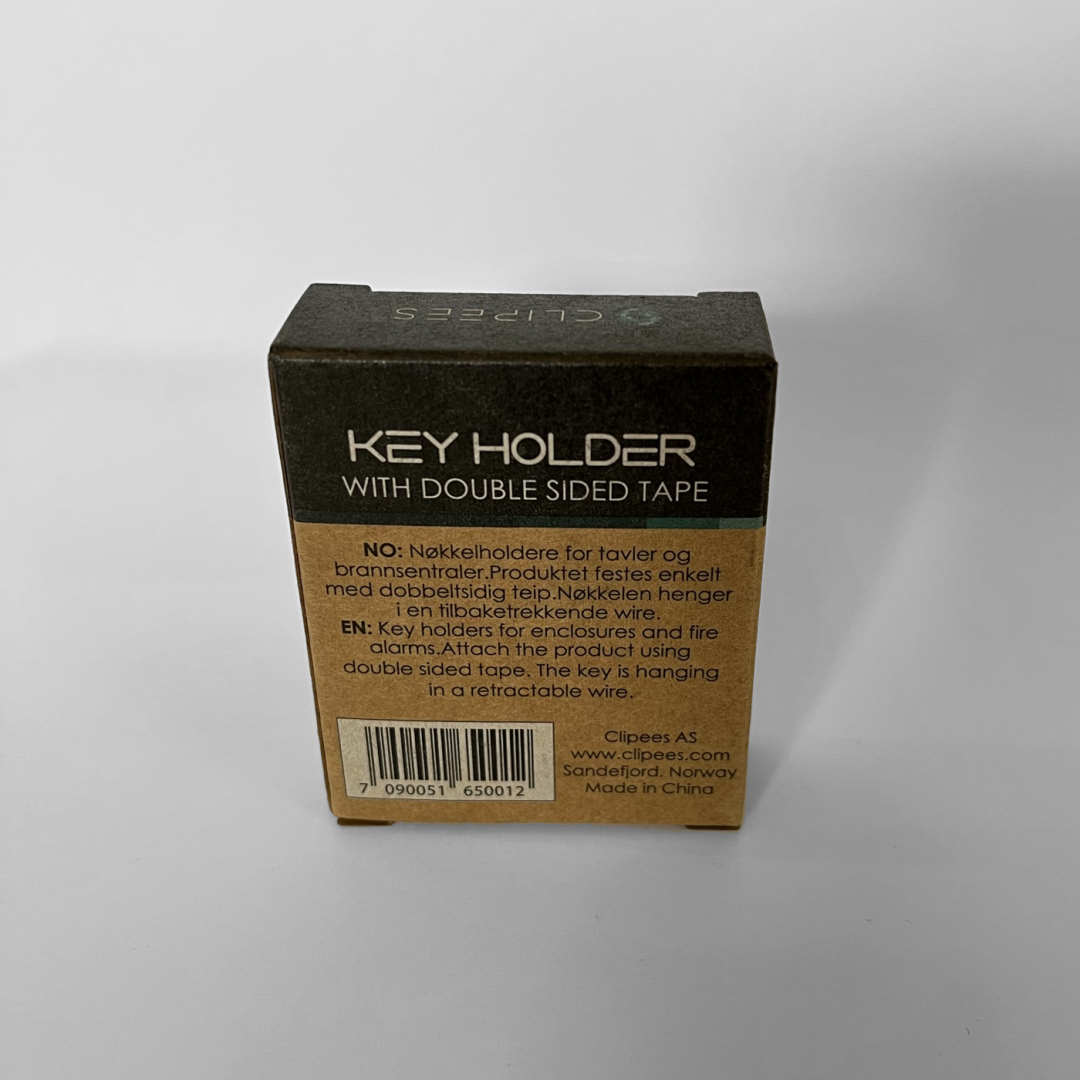 CLIPEES
KEY HOLDER
WITH DOUBLE SIDED TAPE
NO: Nøkkelholdere for tavler og
brannsentraler.Produktet festes enkelt
med dobbeltsidig teip.Nøkkelen henger
i en tilbaketrekkende wire.
EN: Key holders for enclosures and fire
alarms.Attach the product using
double sided tape. The key is hanging
in a retractable wire.
7 090051 650012
Clipees AS
www.clipees.com
Sandefjord. Norway
Made in China